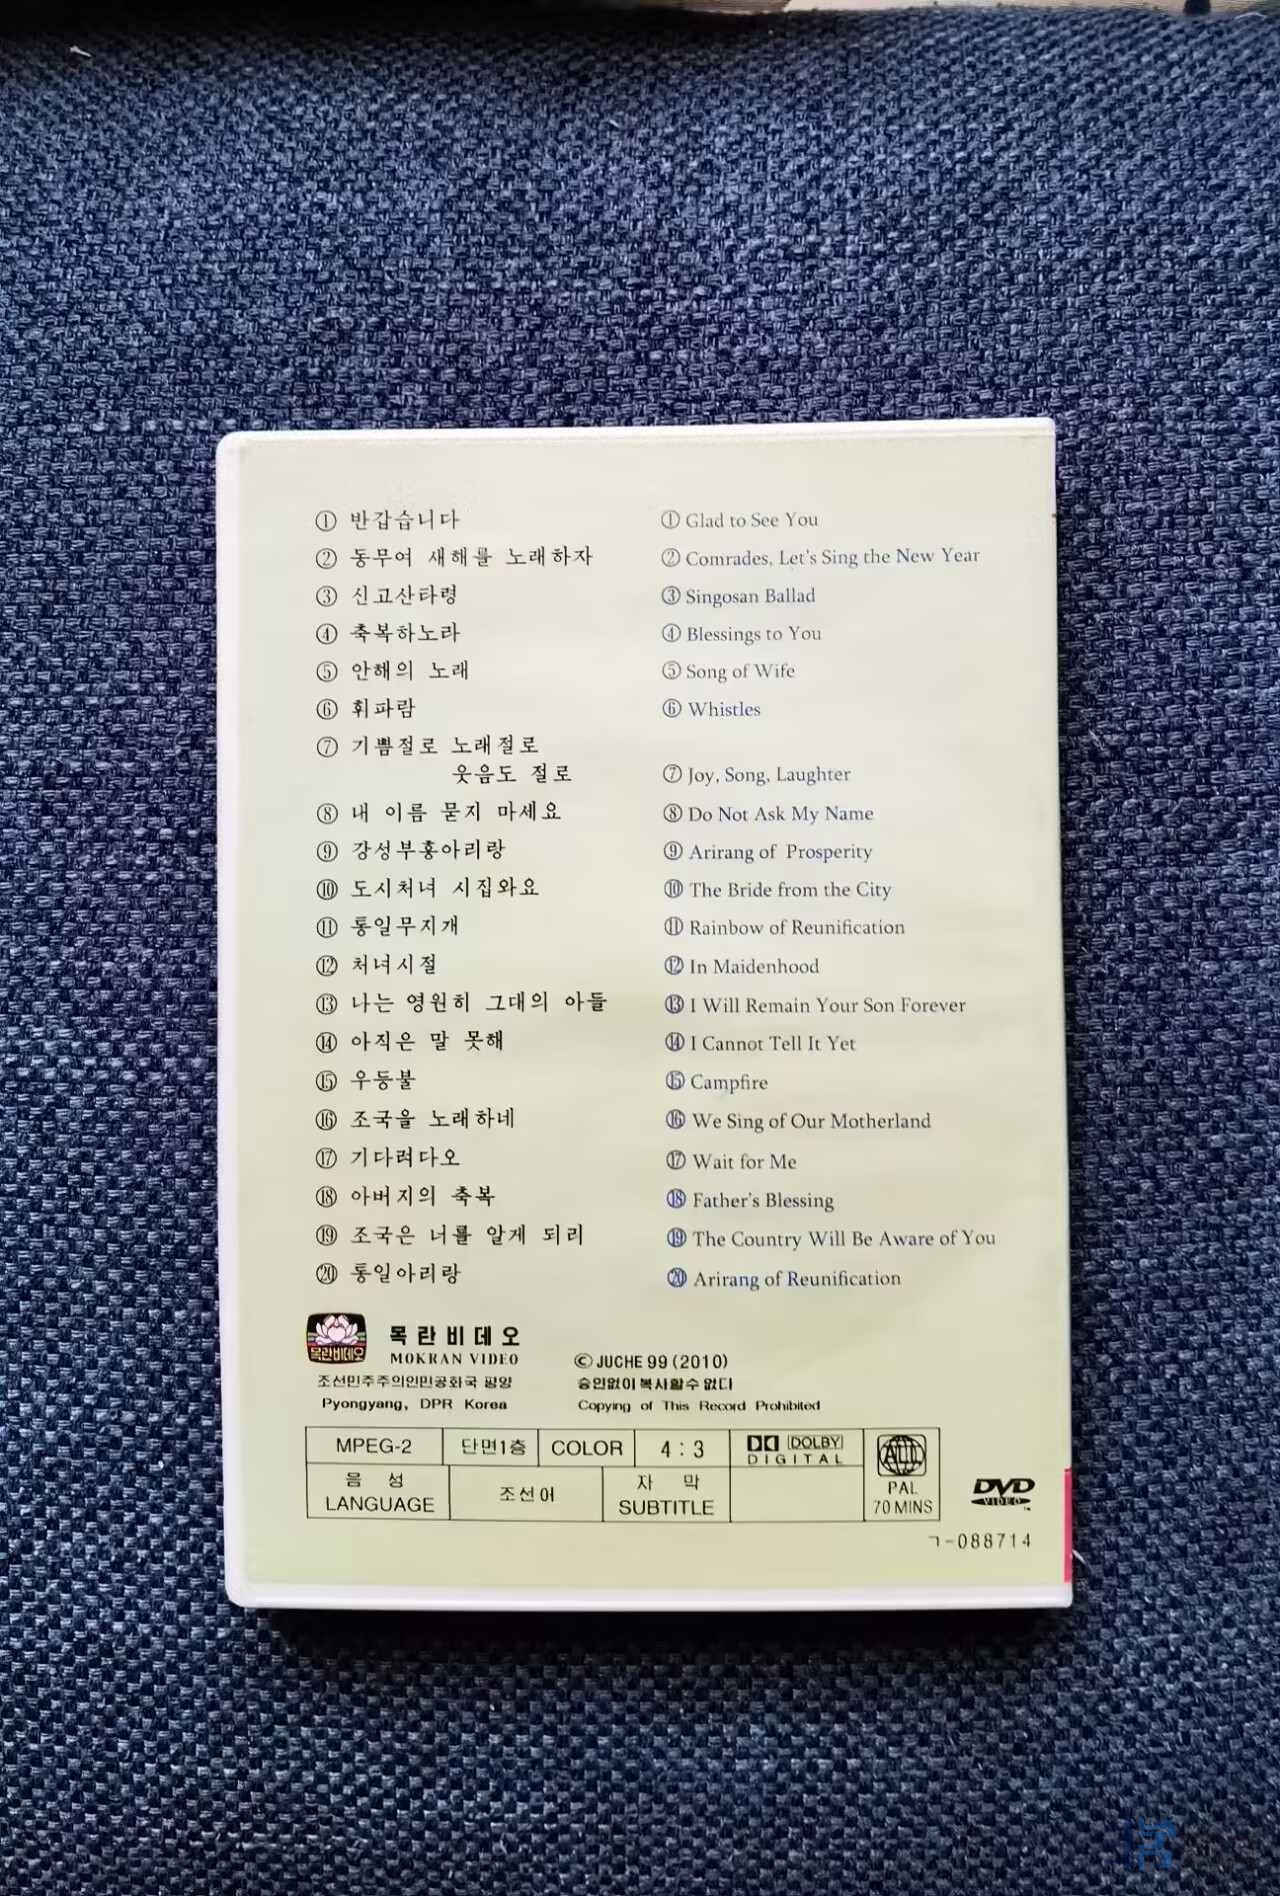 ① 반갑습니다
② 동무여 새해를 노래하자
③ 신고산타령
④ 축복하노라
⑤ 안해의 노래
⑥ 휘파람
⑦ 기쁨절로 노래절로
웃음도 절로
⑧ 내 이름 묻지 마세요
⑨ 강성부흥아리랑
⑩ 도시처녀 시집와요
⑪ 통일무지개
⑫ 처녀시절
⑬ 나는 영원히 그대의 아들
⑭ 아직은 말 못해
⑮ 우등불
⑯ 조국을 노래하네
⑰ 기다려다오
⑱ 아버지의 축복
⑲ 조국은 너를 알게 되리
⑳ 통일아리랑
① Glad to See You
② Comrades, Let's Sing the New Year
③ Singosan Ballad
④ Blessings to You
⑤ Song of Wife
⑥ Whistles
⑦ Joy, Song, Laughter
⑧ Do Not Ask My Name
⑨ Arirang of Prosperity
⑩ The Bride from the City
⑪ Rainbow of Reunification
⑫ In Maidenhood
⑬ I Will Remain Your Son Forever
⑭ I Cannot Tell It Yet
⑮ Campfire
⑯ We Sing of Our Motherland
⑰ Wait for Me
⑱ Father's Blessing
⑲ The Country Will Be Aware of You
⑳ Arirang of Reunification
목란비데오
목란비데오
MOKRAN VIDEO
조선민주주의인민공화국 평양
Pyongyang, DPR Korea
© JUCHE 99 (2010)
승인없이 복사할수 없다
Copying of This Record Prohibited
MPEG-2 단면1층 COLOR 4 : 3 DOLBY
DIGITAL
음 성
LANGUAGE
조선어
자 막
SUBTITLE
ALL
PAL
70 MINS
DVD
VIDEO
ㄱ-088714